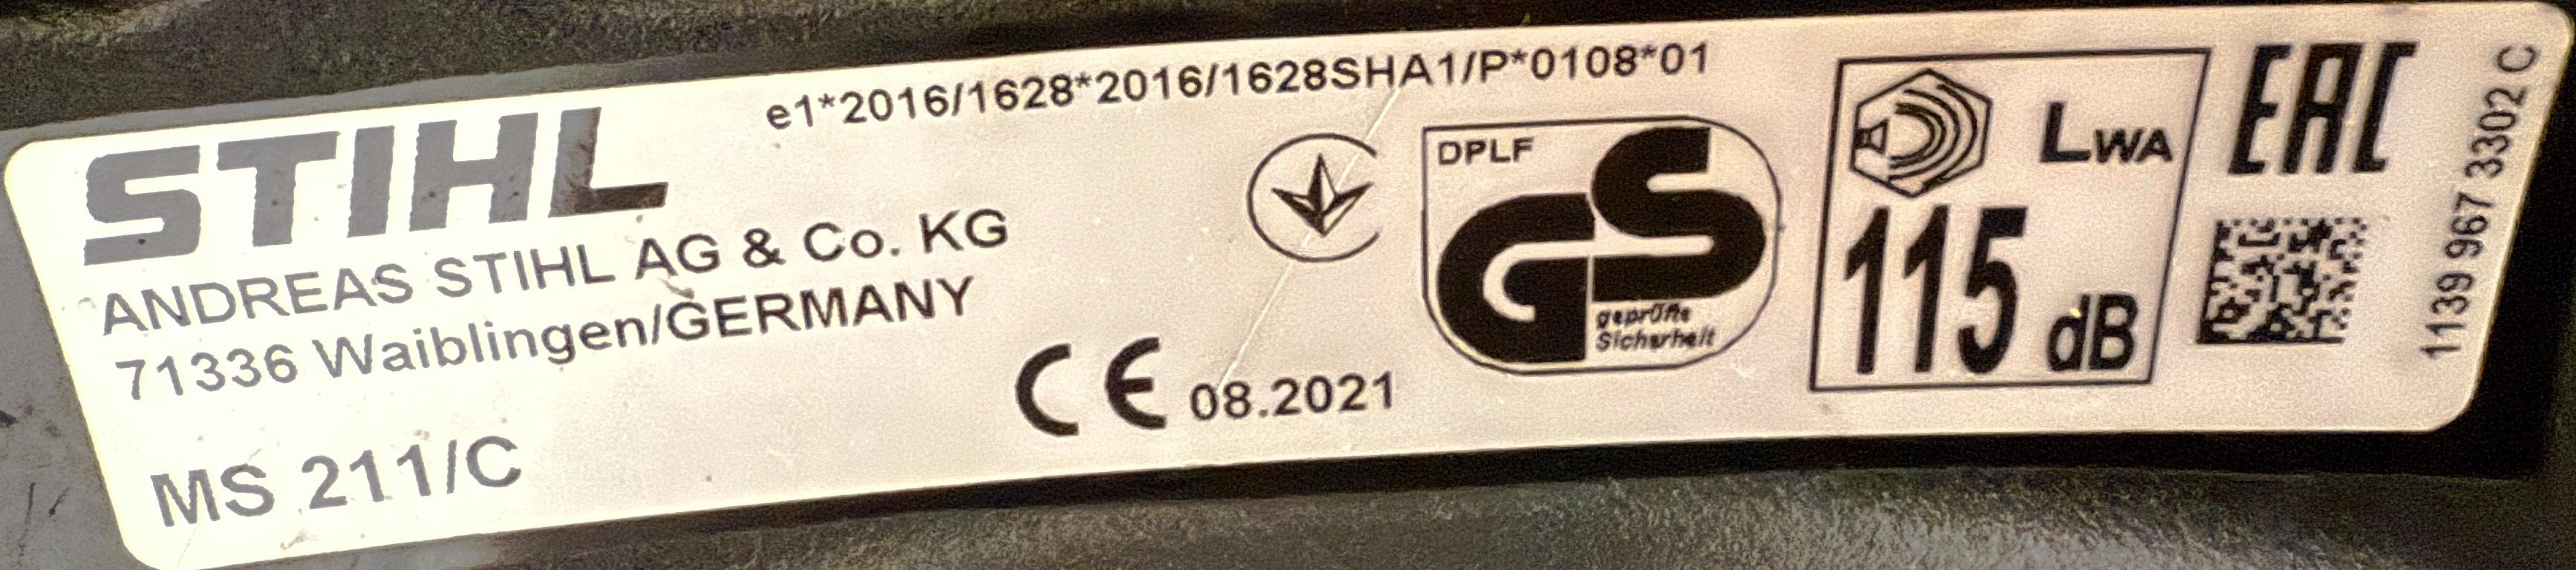 STIHL
e1*2016/1628*2016/1628SHA1/P*0108*01
ANDREAS STIHL AG & Co. KG
71336 Waiblingen/GERMANY
MS 211/C
CE 08.2021
DPLF
GS
geprüfte
Sicherheit
LWA
115 dB
EAC
1139 967 3302 C